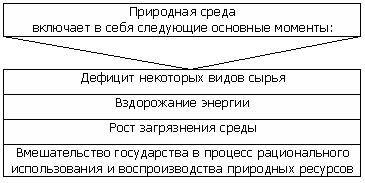 Природная среда
включает в себя следующие основные моменты:
Дефицит некоторых видов сырья
Вздорожание энергии
Рост загрязнения среды
Вмешательство государства в процесс рационального
использования и воспроизводства природных ресурсов